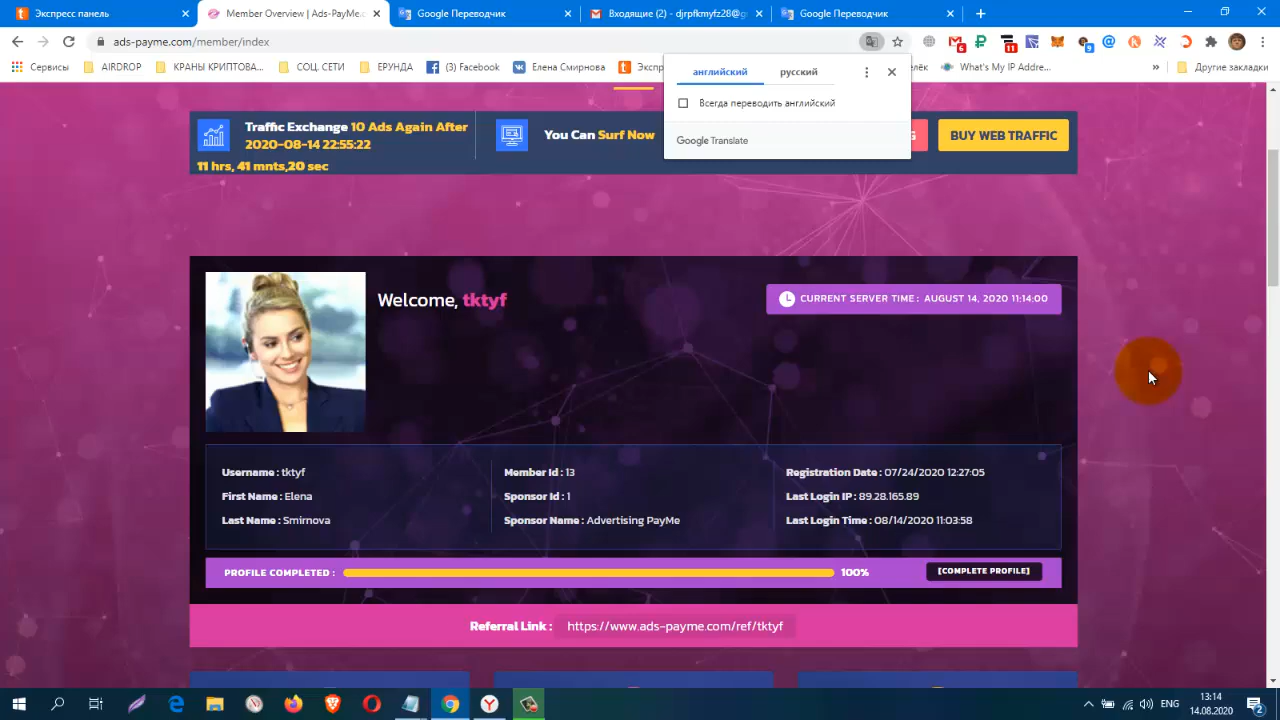 Экспресс панель
Member Overview | Ads-PayMe.c
Google Переводчик
Входящие (2) - djrpfkmyfz28@g
Google Переводчик
ads-payme.com/member/index
6
11
9
Сервисы
AIRDROP
КРАНЫ КРИПТОВА...
СОЦ. СЕТИ
ЕРУНДА
(3) Facebook
Елена Смирнова
What's My IP Addre...
»
Другие закладки
английский
русский
Всегда переводить английский
Google Translate
Traffic Exchange 10 Ads Again After
2020-08-14 22:55:22
11 hrs, 41 mnts,20 sec
You Can Surf Now
BUY WEB TRAFFIC
Welcome, tktyf
CURRENT SERVER TIME : AUGUST 14, 2020 11:14:00
Username : tktyf
Member Id : 13
Registration Date : 07/24/2020 12:27:05
First Name : Elena
Sponsor Id : 1
Last Login IP : 89.28.165.89
Last Name : Smirnova
Sponsor Name : Advertising PayMe
Last Login Time : 08/14/2020 11:03:58
PROFILE COMPLETED :
100%
[COMPLETE PROFILE]
Referral Link :
https://www.ads-payme.com/ref/tktyf
ENG
13:14
14.08.2020
2